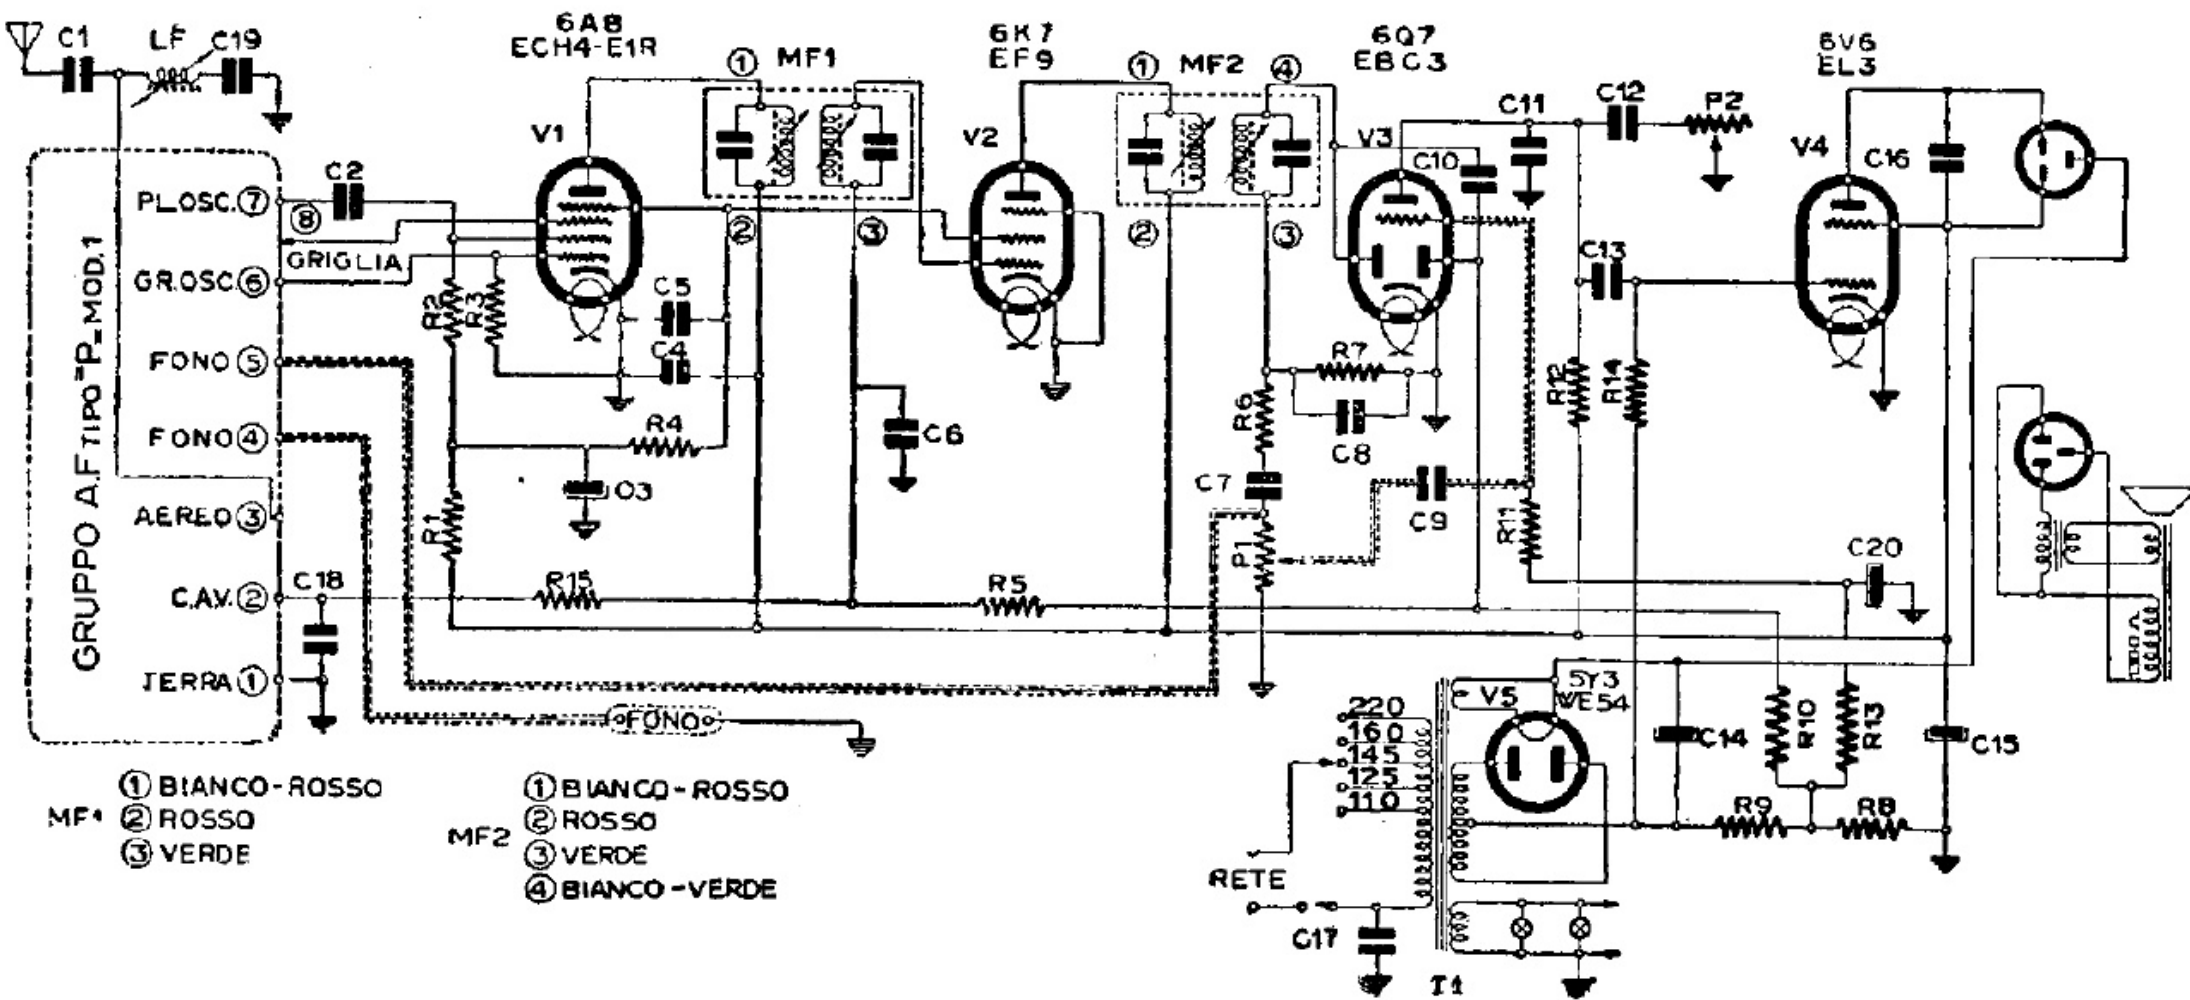 6A8
ECH4-E1R
6K7
EF9
6Q7
EBC3
6V6
EL3
C1
LF
C19
MF1
MF2
① ① ④
V1
V2
V3
V4
C2
C10
C11
C12
P2
C16
PL.OSC. ⑦
⑧
GRIGLIA
GR.OSC. ⑥
FONO ⑤
FONO ④
AEREO ③
C.AV. ②
TERRA ①
GRUPPO A.F TIPO "P" MOD.1
② ③ ② ③
R2
R3
C5
C4
R4
C6
O3
R1
C18
R15
R5
R7
R6
C8
C7
C9
P1
R11
C13
R12
R14
C20
FONO
5Y3
WE54
V5
220
160
145
125
110
C14
R10
R13
C15
R9
R8
RETE
C17
T1
MF1
① BIANCO-ROSSO
② ROSSO
③ VERDE
MF2
① BIANCO-ROSSO
② ROSSO
③ VERDE
④ BIANCO-VERDE